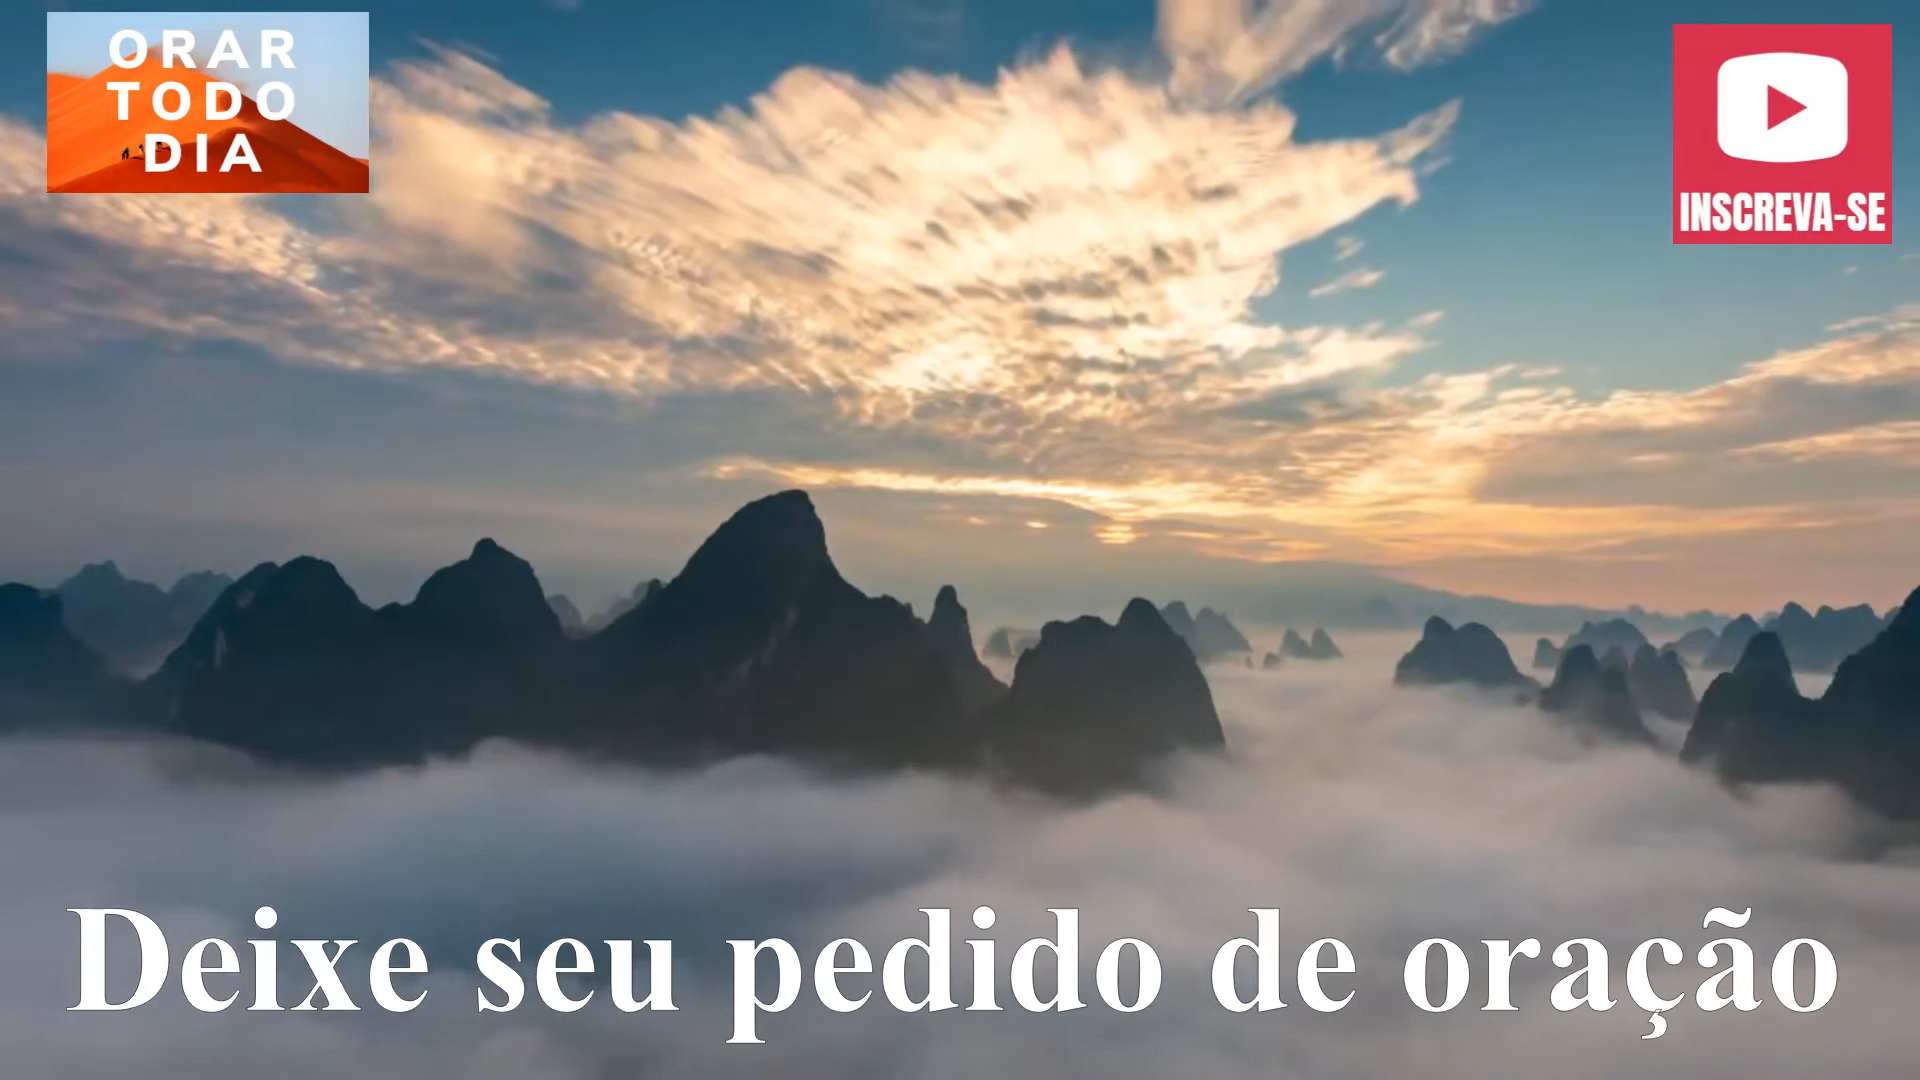 ORAR
TODO
DIA
INSCREVA-SE
Deixe seu pedido de oração